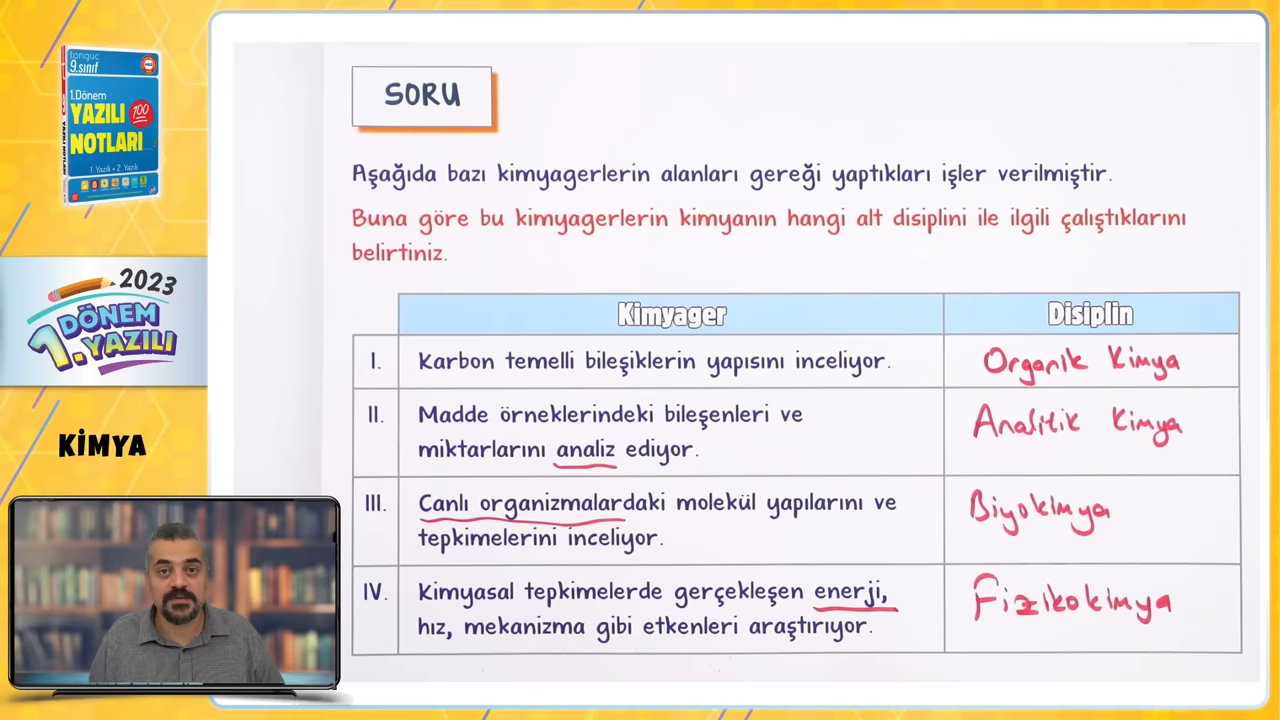 tonguç
9.sınıf
1.Dönem
YAZILI 100
NOTLARI
1. Yazılı • 2. Yazılı
YAZILI NOTLARI
2023
1. DÖNEM
YAZILI
KİMYA
SORU
Aşağıda bazı kimyagerlerin alanları gereği yaptıkları işler verilmiştir.
Buna göre bu kimyagerlerin kimyanın hangi alt disiplini ile ilgili çalıştıklarını
belirtiniz.
Kimyager Disiplin
I. Karbon temelli bileşiklerin yapısını inceliyor. Organik Kimya
II. Madde örneklerindeki bileşenleri ve
miktarlarını analiz ediyor. Analitik Kimya
III. Canlı organizmalardaki molekül yapılarını ve
tepkimelerini inceliyor. Biyokimya
IV. Kimyasal tepkimelerde gerçekleşen enerji,
hız, mekanizma gibi etkenleri araştırıyor. Fizikokimya